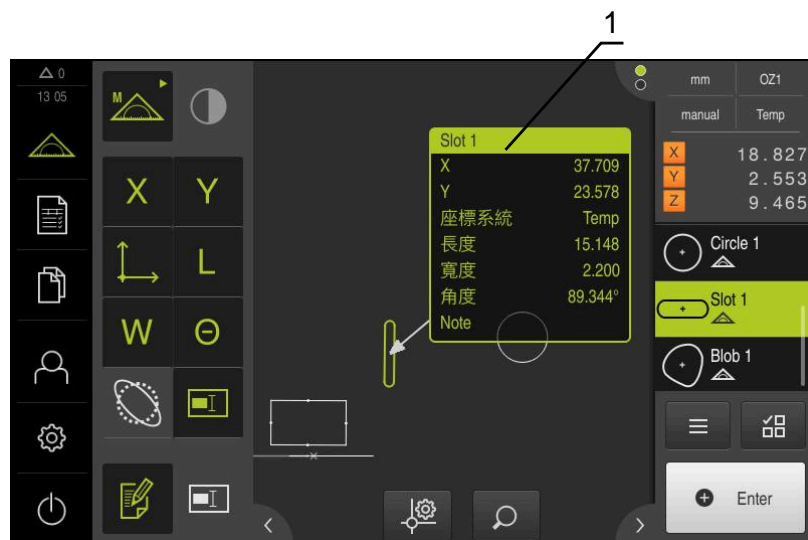 1
0
13 05
M
X
Y
L
W
Θ
Slot 1
X 37.709
Y 23.578
座標系統 Temp
長度 15.148
寬度 2.200
角度 89.344°
Note
mm OZ1
manual Temp
X 18.827
Y 2.553
Z 9.465
Circle 1
Slot 1
Blob 1
Enter